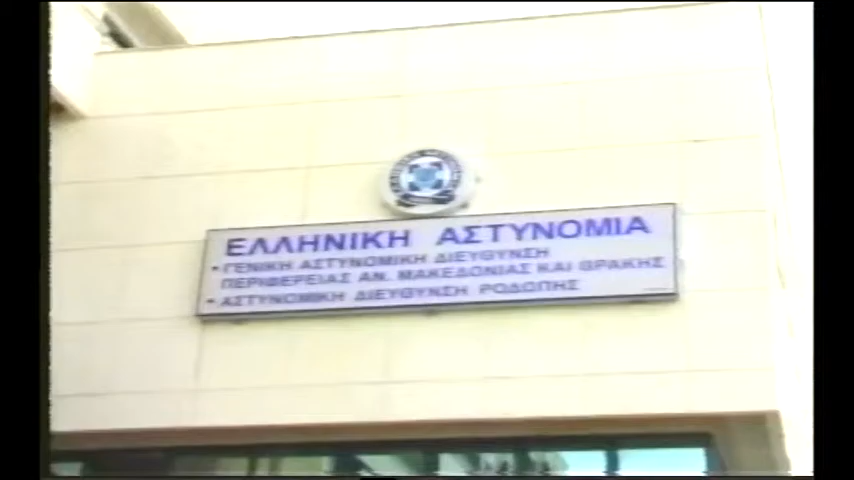 ΕΛΛΗΝΙΚΗ ΑΣΤΥΝΟΜΙΑ
• ΓΕΝΙΚΗ ΑΣΤΥΝΟΜΙΚΗ ΔΙΕΥΘΥΝΣΗ
ΠΕΡΙΦΕΡΕΙΑΣ ΑΝ. ΜΑΚΕΔΟΝΙΑΣ ΚΑΙ ΘΡΑΚΗΣ
• ΑΣΤΥΝΟΜΙΚΗ ΔΙΕΥΘΥΝΣΗ ΡΟΔΟΠΗΣ